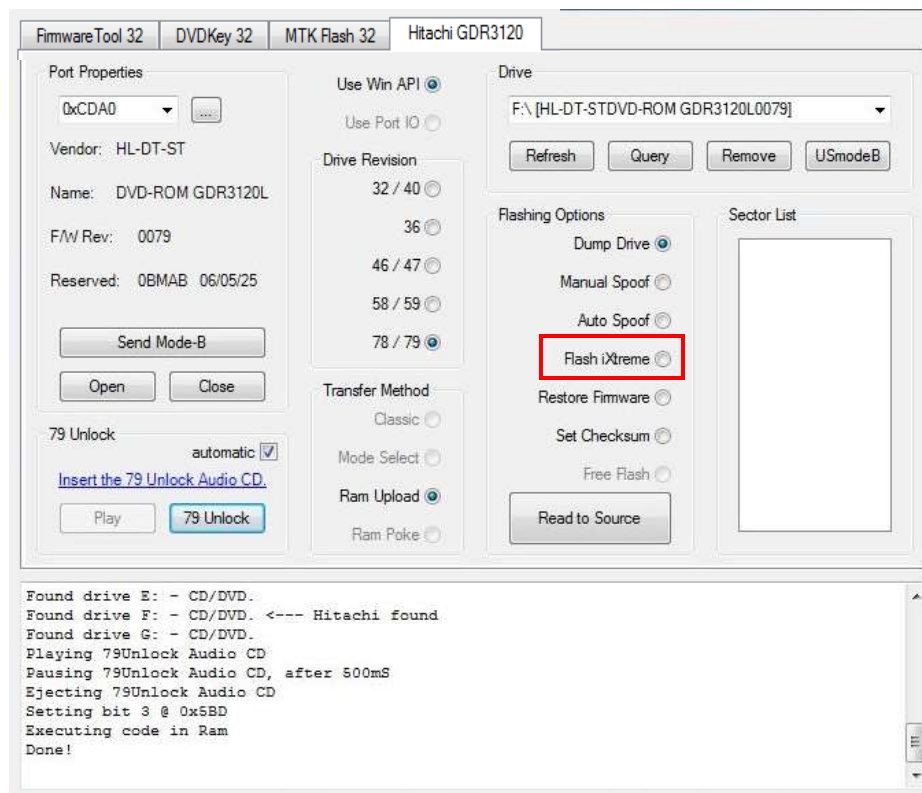 FirmwareTool 32 DVDKey 32 MTK Flash 32 Hitachi GDR3120
Port Properties
0xCDA0 ...
Vendor: HL-DT-ST
Name: DVD-ROM GDR3120L
F/W Rev: 0079
Reserved: 0BMAB 06/05/25
Send Mode-B
Open Close
79 Unlock
automatic
Insert the 79 Unlock Audio CD.
Play 79 Unlock
Use Win API
Use Port IO
Drive Revision
32 / 40
36
46 / 47
58 / 59
78 / 79
Transfer Method
Classic
Mode Select
Ram Upload
Ram Poke
Drive
F:\ [HL-DT-STDVD-ROM GDR3120L0079]
Refresh Query Remove USmodeB
Flashing Options
Dump Drive
Manual Spoof
Auto Spoof
Flash iXtreme
Restore Firmware
Set Checksum
Free Flash
Read to Source
Sector List
Found drive E: - CD/DVD.
Found drive F: - CD/DVD. <--- Hitachi found
Found drive G: - CD/DVD.
Playing 79Unlock Audio CD
Pausing 79Unlock Audio CD, after 500mS
Ejecting 79Unlock Audio CD
Setting bit 3 @ 0x5BD
Executing code in Ram
Done!